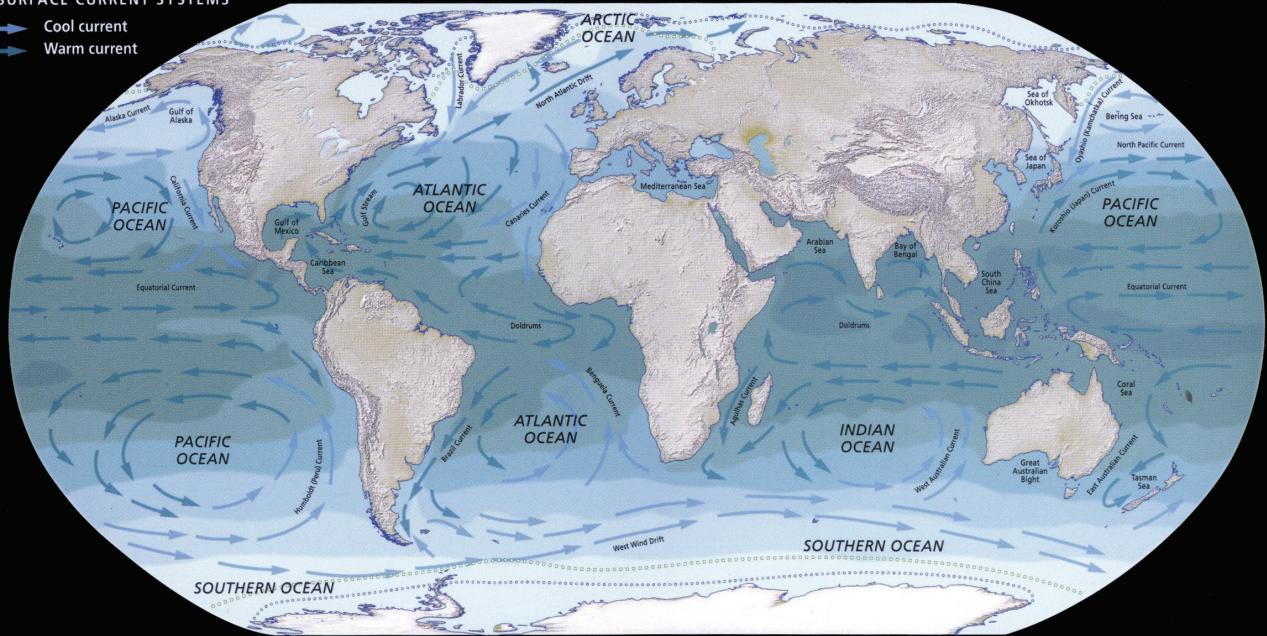 SURFACE CURRENT SYSTEMS
Cool current
Warm current
ARCTIC
OCEAN
Labrador Current
North Atlantic Drift
Alaska Current
Gulf of
Alaska
Sea of
Okhotsk
Oyashio (Kamchatka) Current
Bering Sea
North Pacific Current
Sea of
Japan
California Current
PACIFIC
OCEAN
Gulf of
Mexico
Gulf Stream
ATLANTIC
OCEAN
Canaries Current
Mediterranean Sea
Kuroshio (Japan) Current
PACIFIC
OCEAN
Caribbean
Sea
Arabian
Sea
Bay of
Bengal
South
China
Sea
Equatorial Current
Equatorial Current
Doldrums
Doldrums
Benguela Current
Agulhas Current
Coral
Sea
PACIFIC
OCEAN
Humboldt (Peru) Current
Brazil Current
ATLANTIC
OCEAN
INDIAN
OCEAN
West Australian Current
Great
Australian
Bight
East Australian Current
Tasman
Sea
West Wind Drift
SOUTHERN OCEAN
SOUTHERN OCEAN